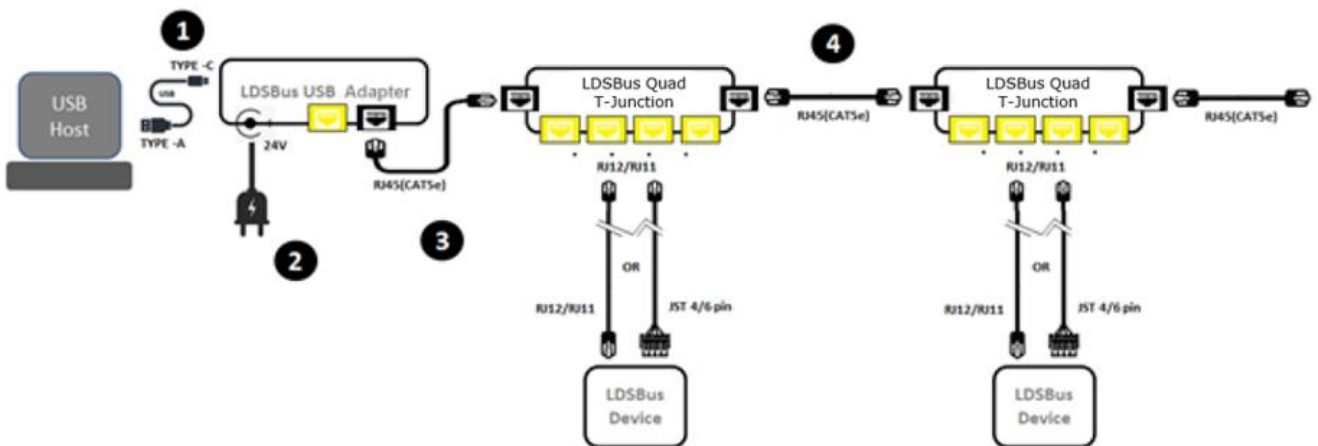 1
TYPE -C
USB
TYPE -A
USB
Host
LDSBus USB Adapter
24V
2
RJ45(CAT5e)
3
LDSBus Quad
T-Junction
RJ12/RJ11
OR
RJ12/RJ11
JST 4/6 pin
LDSBus
Device
4
RJ45(CAT5e)
LDSBus Quad
T-Junction
RJ12/RJ11
OR
RJ12/RJ11
JST 4/6 pin
LDSBus
Device
RJ45(CAT5e)